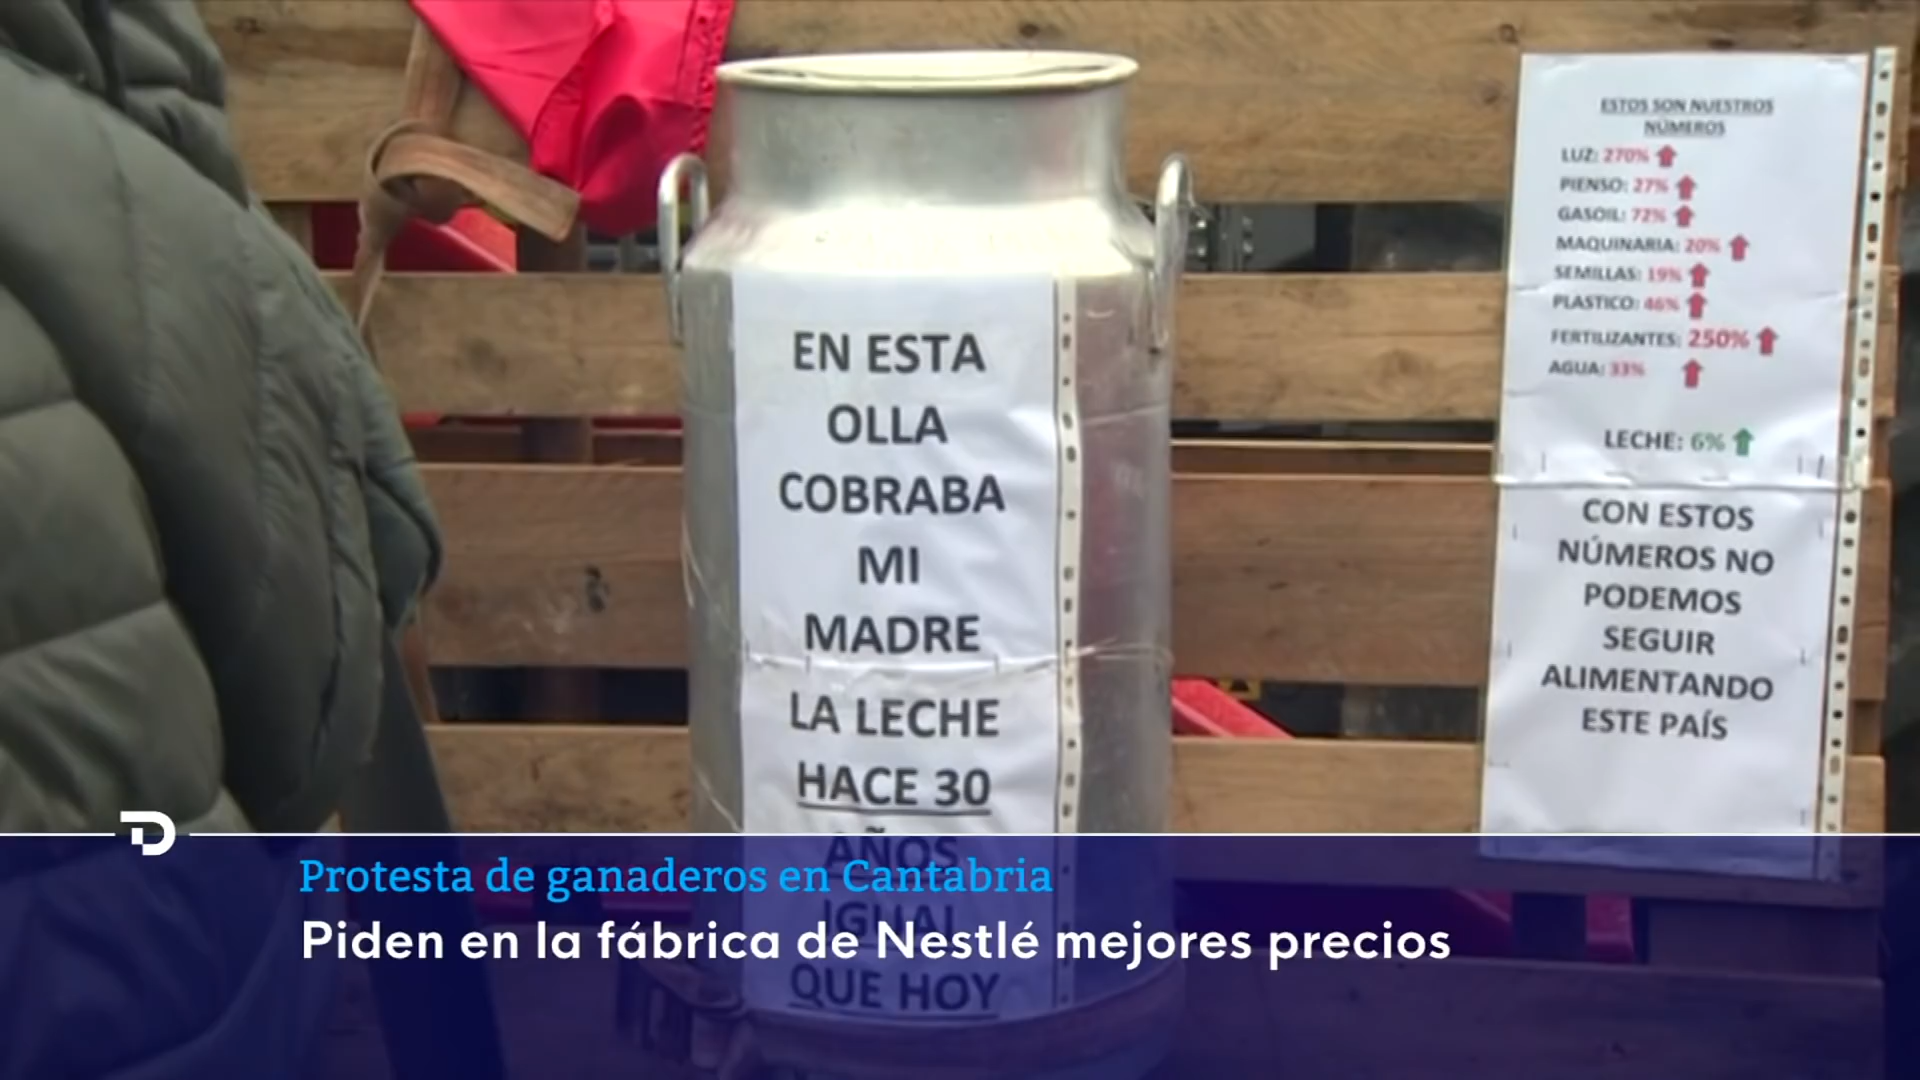 EN ESTA
OLLA
COBRABA
MI
MADRE
LA LECHE
HACE 30
AÑOS
IGUAL
QUE HOY
ESTOS SON NUESTROS
NÚMEROS
LUZ: 270%
PIENSO: 27%
GASOIL: 72%
MAQUINARIA: 20%
SEMILLAS: 19%
PLASTICO: 46%
FERTILIZANTES: 250%
AGUA: 33%
LECHE: 6%
CON ESTOS
NÚMEROS NO
PODEMOS
SEGUIR
ALIMENTANDO
ESTE PAÍS
Protesta de ganaderos en Cantabria
Piden en la fábrica de Nestlé mejores precios